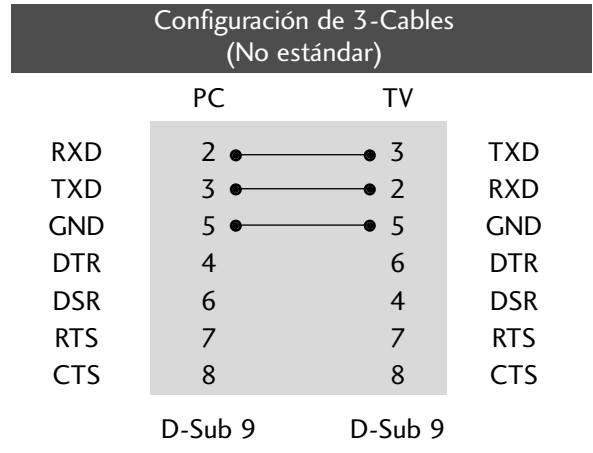 Configuración de 3-Cables
(No estándar)
PC TV
RXD 2 3 TXD
TXD 3 2 RXD
GND 5 5 GND
DTR 4 6 DTR
DSR 6 4 DSR
RTS 7 7 RTS
CTS 8 8 CTS
D-Sub 9 D-Sub 9